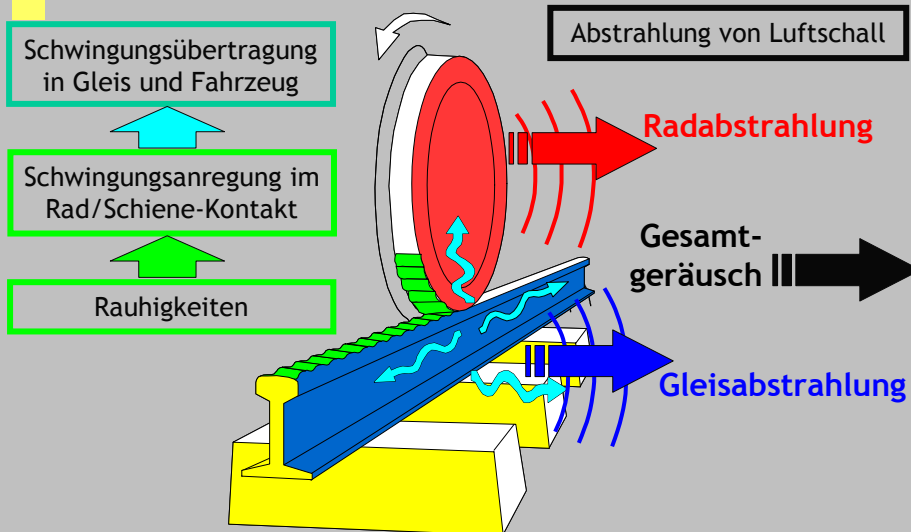 Schwingungsübertragung
in Gleis und Fahrzeug
Schwingungsanregung im
Rad/Schiene-Kontakt
Rauhigkeiten
Abstrahlung von Luftschall
Radabstrahlung
Gesamt-
geräusch
Gleisabstrahlung